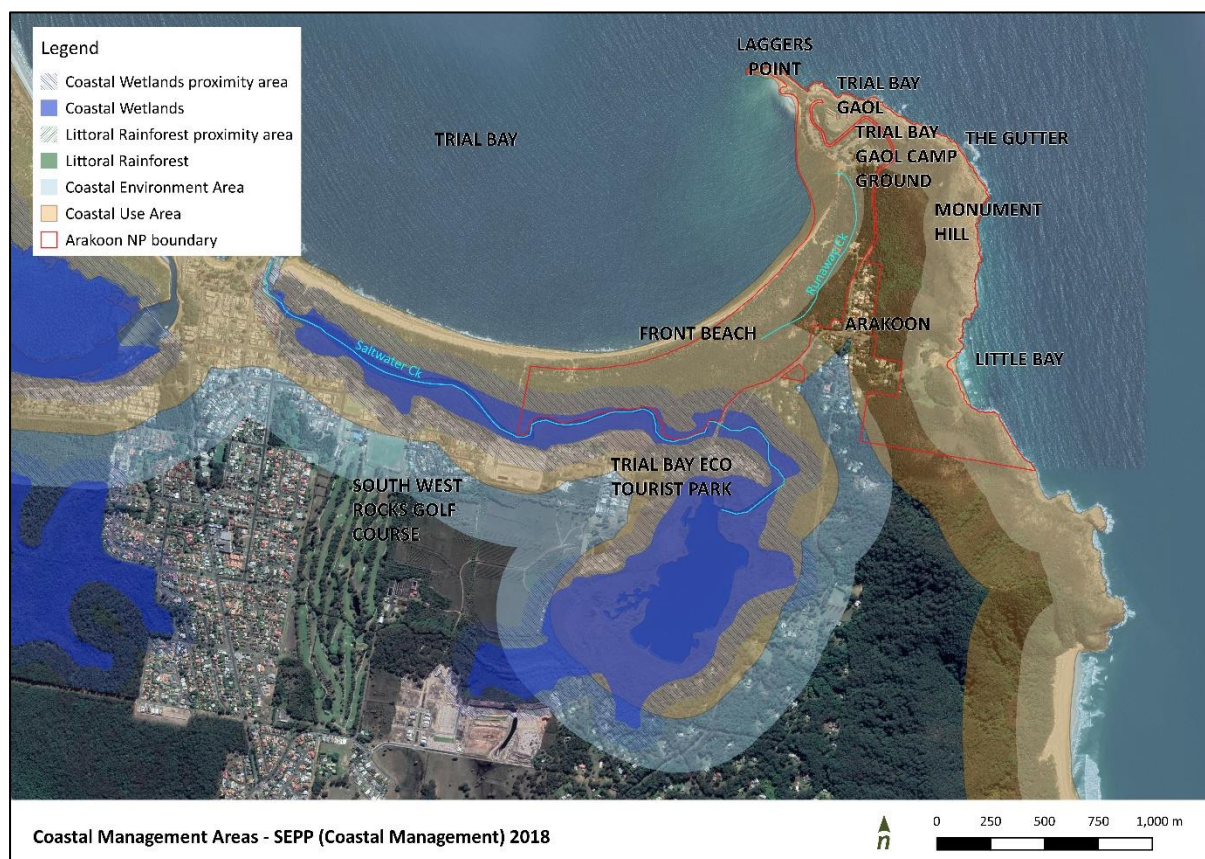 Legend
Coastal Wetlands proximity area
Coastal Wetlands
Littoral Rainforest proximity area
Littoral Rainforest
Coastal Environment Area
Coastal Use Area
Arakoon NP boundary
LAGGERS
POINT
TRIAL BAY
GAOL
TRIAL BAY
TRIAL BAY
GAOL CAMP
GROUND
THE GUTTER
MONUMENT
HILL
Runaway Ck
FRONT BEACH
ARAKOON
LITTLE BAY
Saltwater Ck
TRIAL BAY ECO
TOURIST PARK
SOUTH WEST
ROCKS GOLF
COURSE
Coastal Management Areas - SEPP (Coastal Management) 2018
n
0 250 500 750 1,000 m